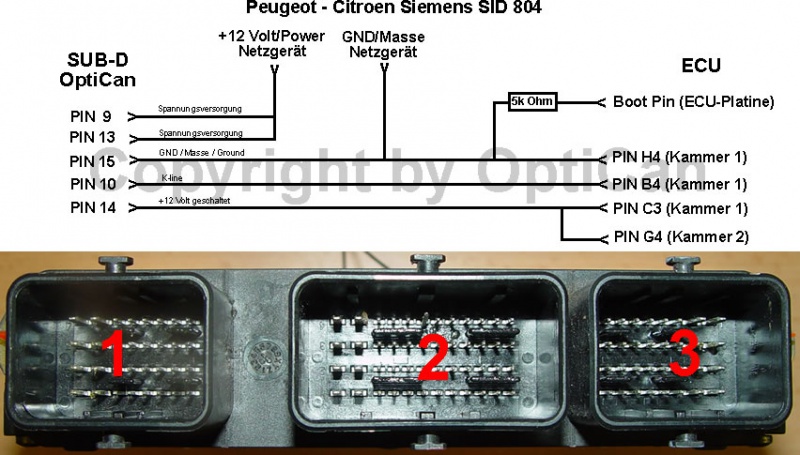 Peugeot - Citroen Siemens SID 804
+12 Volt/Power
Netzgerät
GND/Masse
Netzgerät
SUB-D
OptiCan
ECU
5k Ohm
Boot Pin (ECU-Platine)
PIN 9
Spannungsversorgung
PIN 13
Spannungsversorgung
PIN 15
GND / Masse / Ground
PIN H4 (Kammer 1)
PIN 10
K-line
PIN B4 (Kammer 1)
PIN 14
+12 Volt geschaltet
PIN C3 (Kammer 1)
PIN G4 (Kammer 2)
Copyright by OptiCan
1
2
3